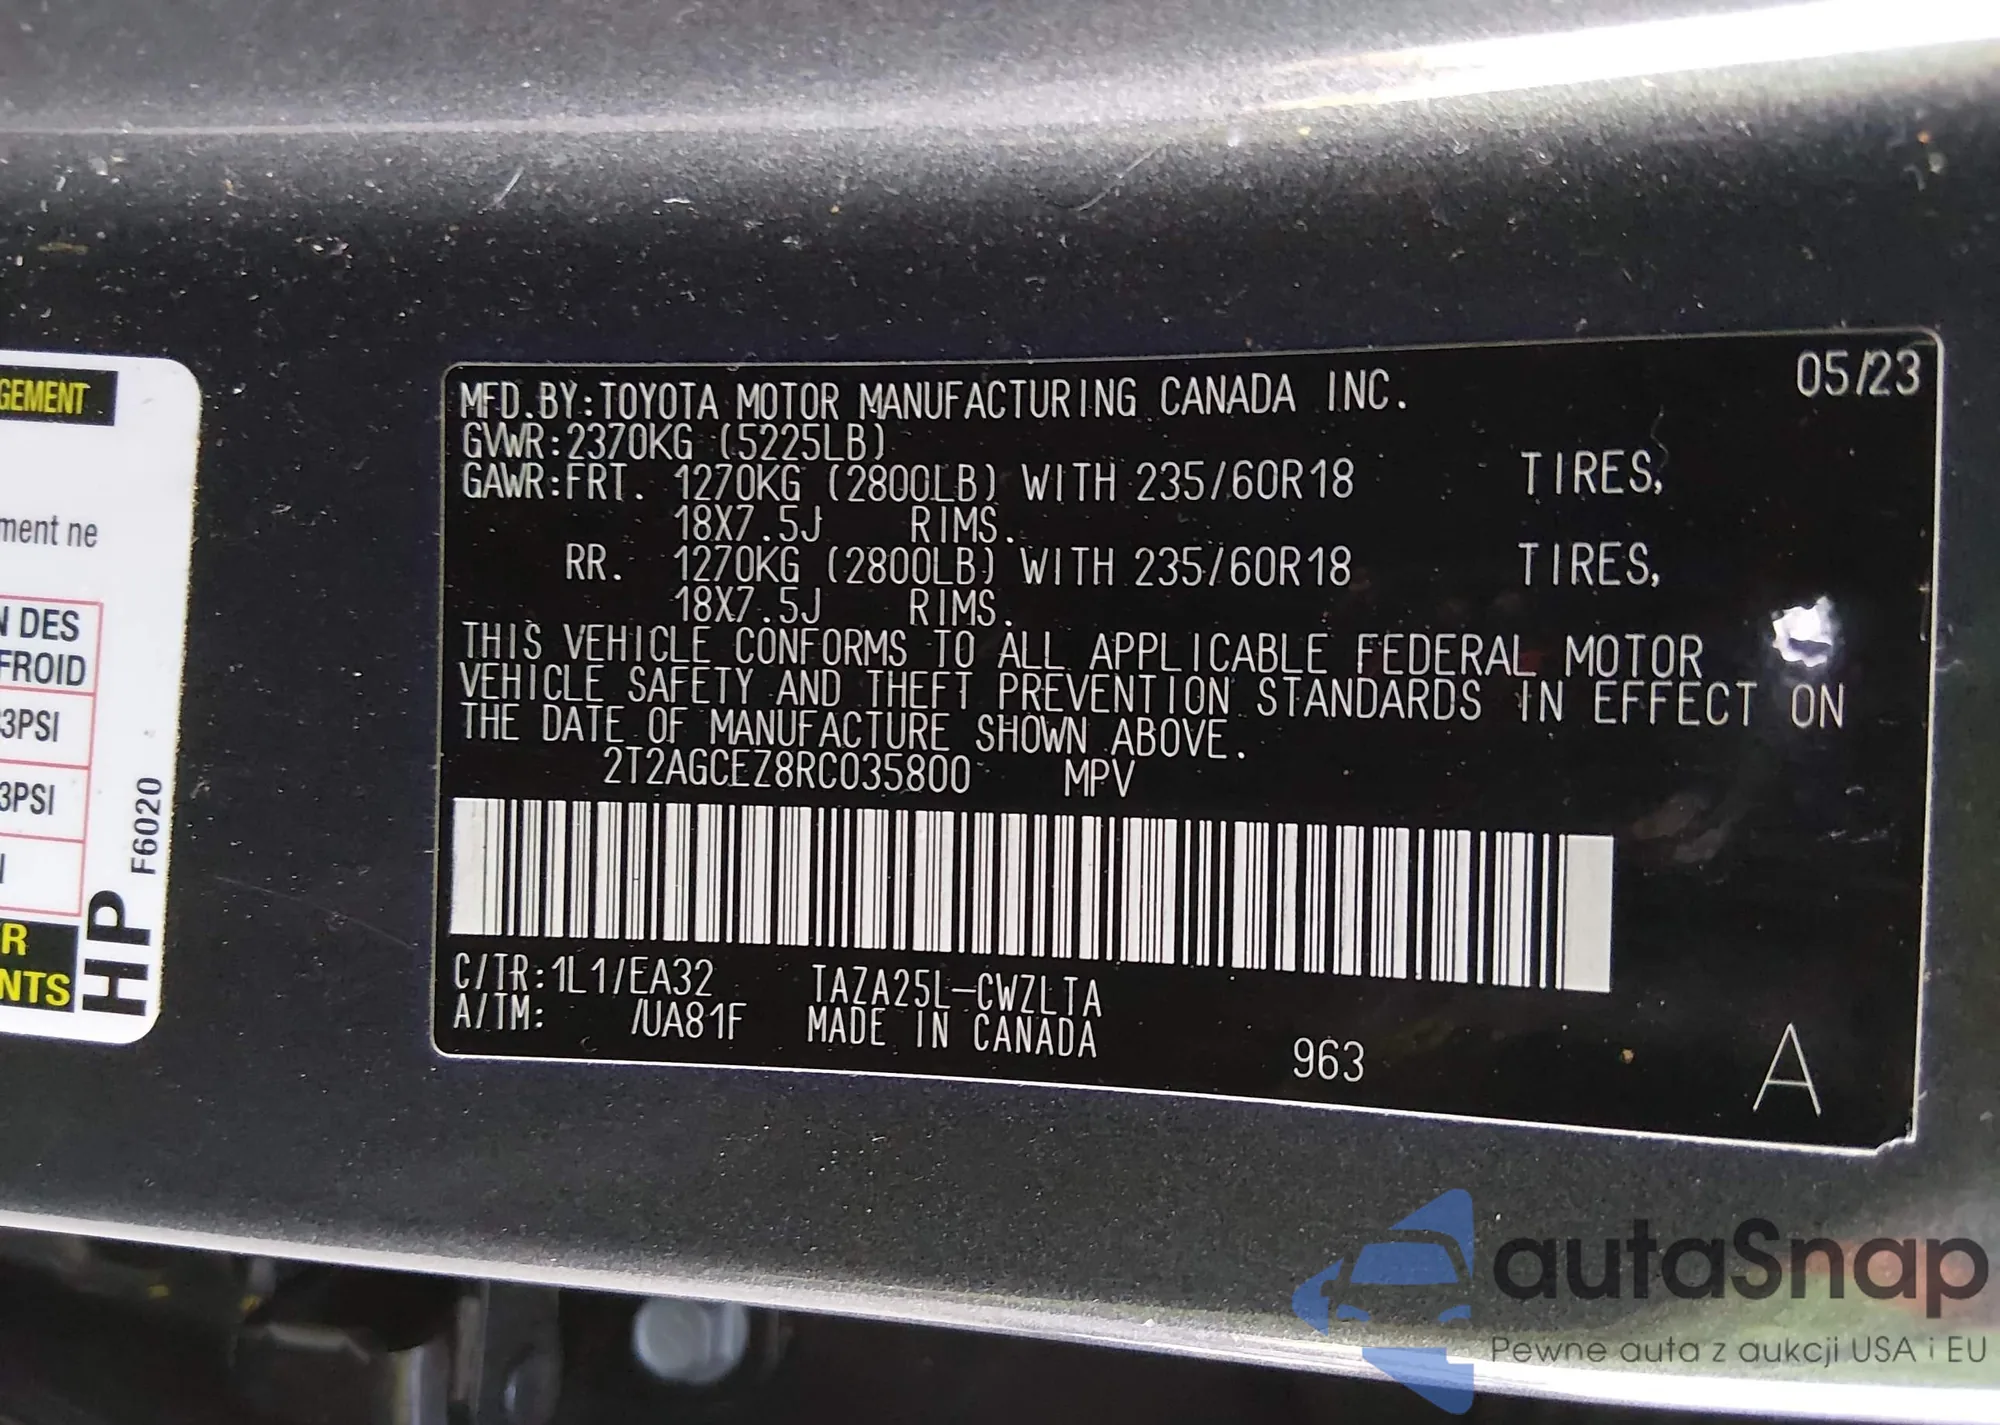 GEMENT
ment ne
N DES
FROID
3PSI
3PSI
R
NTS
HP
F6020
05/23
MFD.BY:TOYOTA MOTOR MANUFACTURING CANADA INC.
GVWR:2370KG (5225LB)
GAWR:FRT. 1270KG (2800LB) WITH 235/60R18 TIRES,
18X7.5J RIMS.
RR. 1270KG (2800LB) WITH 235/60R18 TIRES,
18X7.5J RIMS.
THIS VEHICLE CONFORMS TO ALL APPLICABLE FEDERAL MOTOR
VEHICLE SAFETY AND THEFT PREVENTION STANDARDS IN EFFECT ON
THE DATE OF MANUFACTURE SHOWN ABOVE.
2T2AGCEZ8RC035800 MPV
C/TR:1L1/EA32 TAZA25L-CWZLTA
A/TM: /UA81F MADE IN CANADA
963
A
autaSnap
Pewne auta z aukcji USA i EU